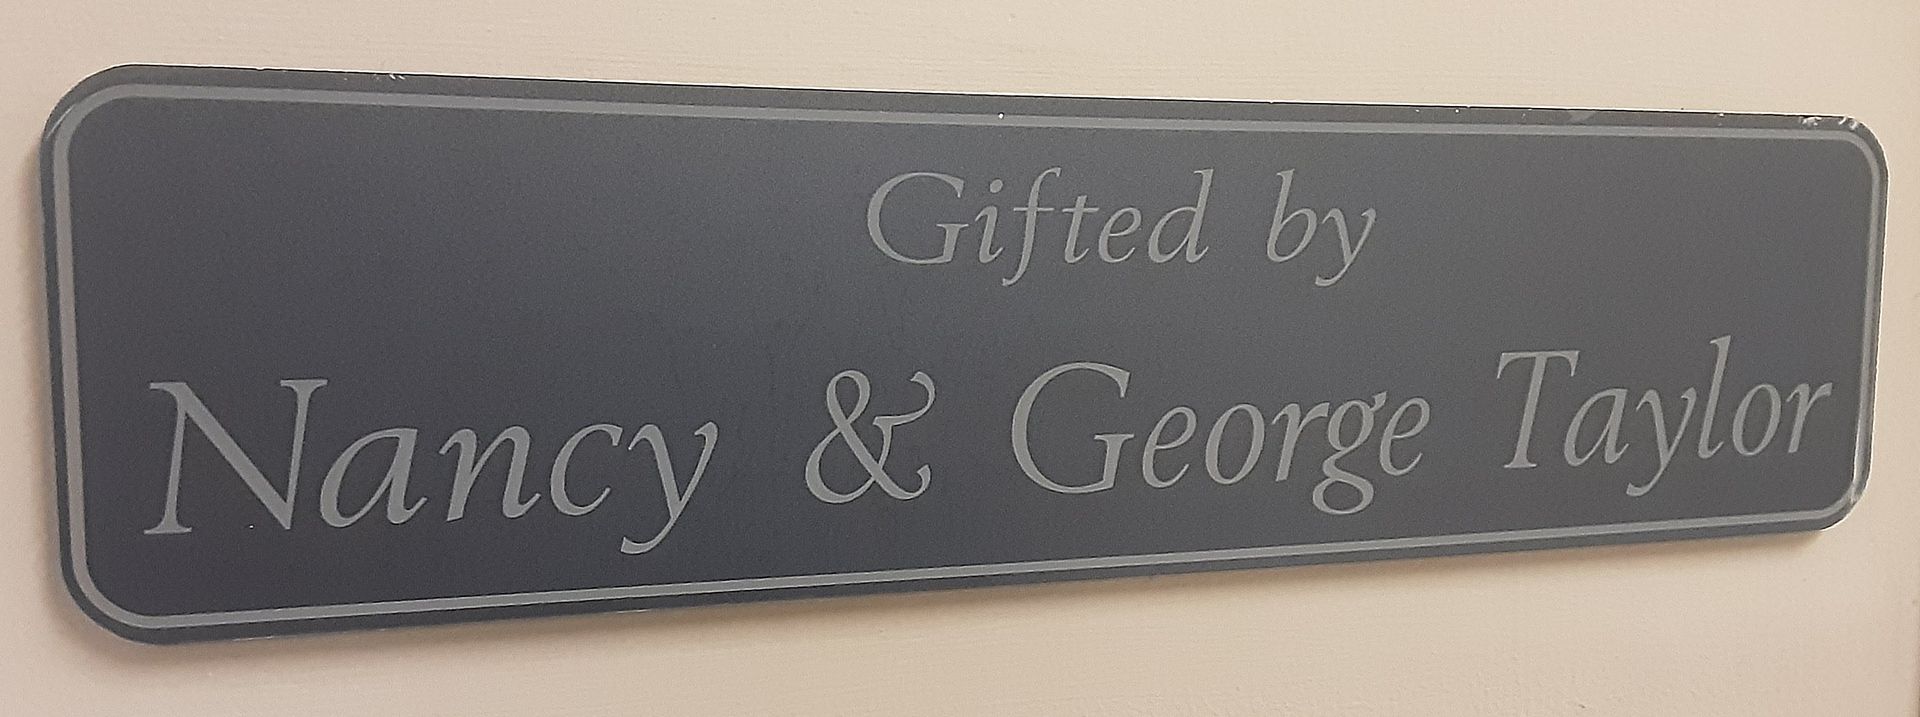 Gifted by
Nancy & George Taylor